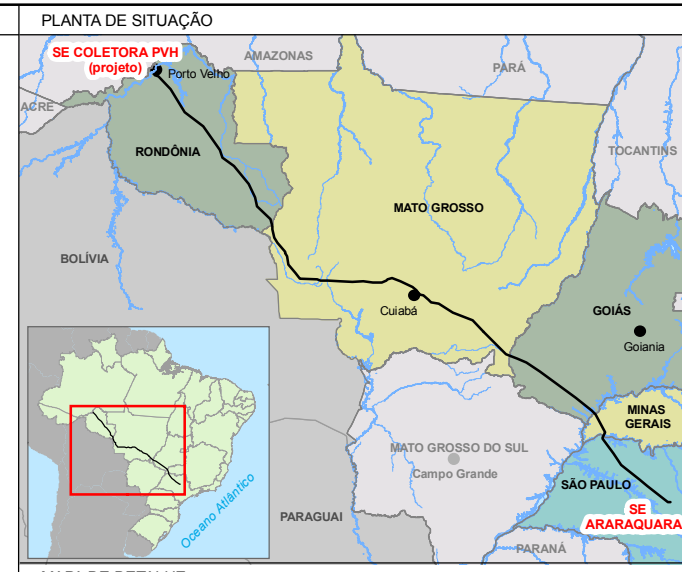 PLANTA DE SITUAÇÃO
SE COLETORA PVH
(projeto)
AMAZONAS
PARÁ
Porto Velho
ACRE
TOCANTINS
RONDÔNIA
MATO GROSSO
BOLÍVIA
Cuiabá
GOIÁS
Goiania
MINAS
GERAIS
MATO GROSSO DO SUL
Campo Grande
SÃO PAULO
SE
ARARAQUARA
PARAGUAI
PARANÁ
Oceano Atlântico